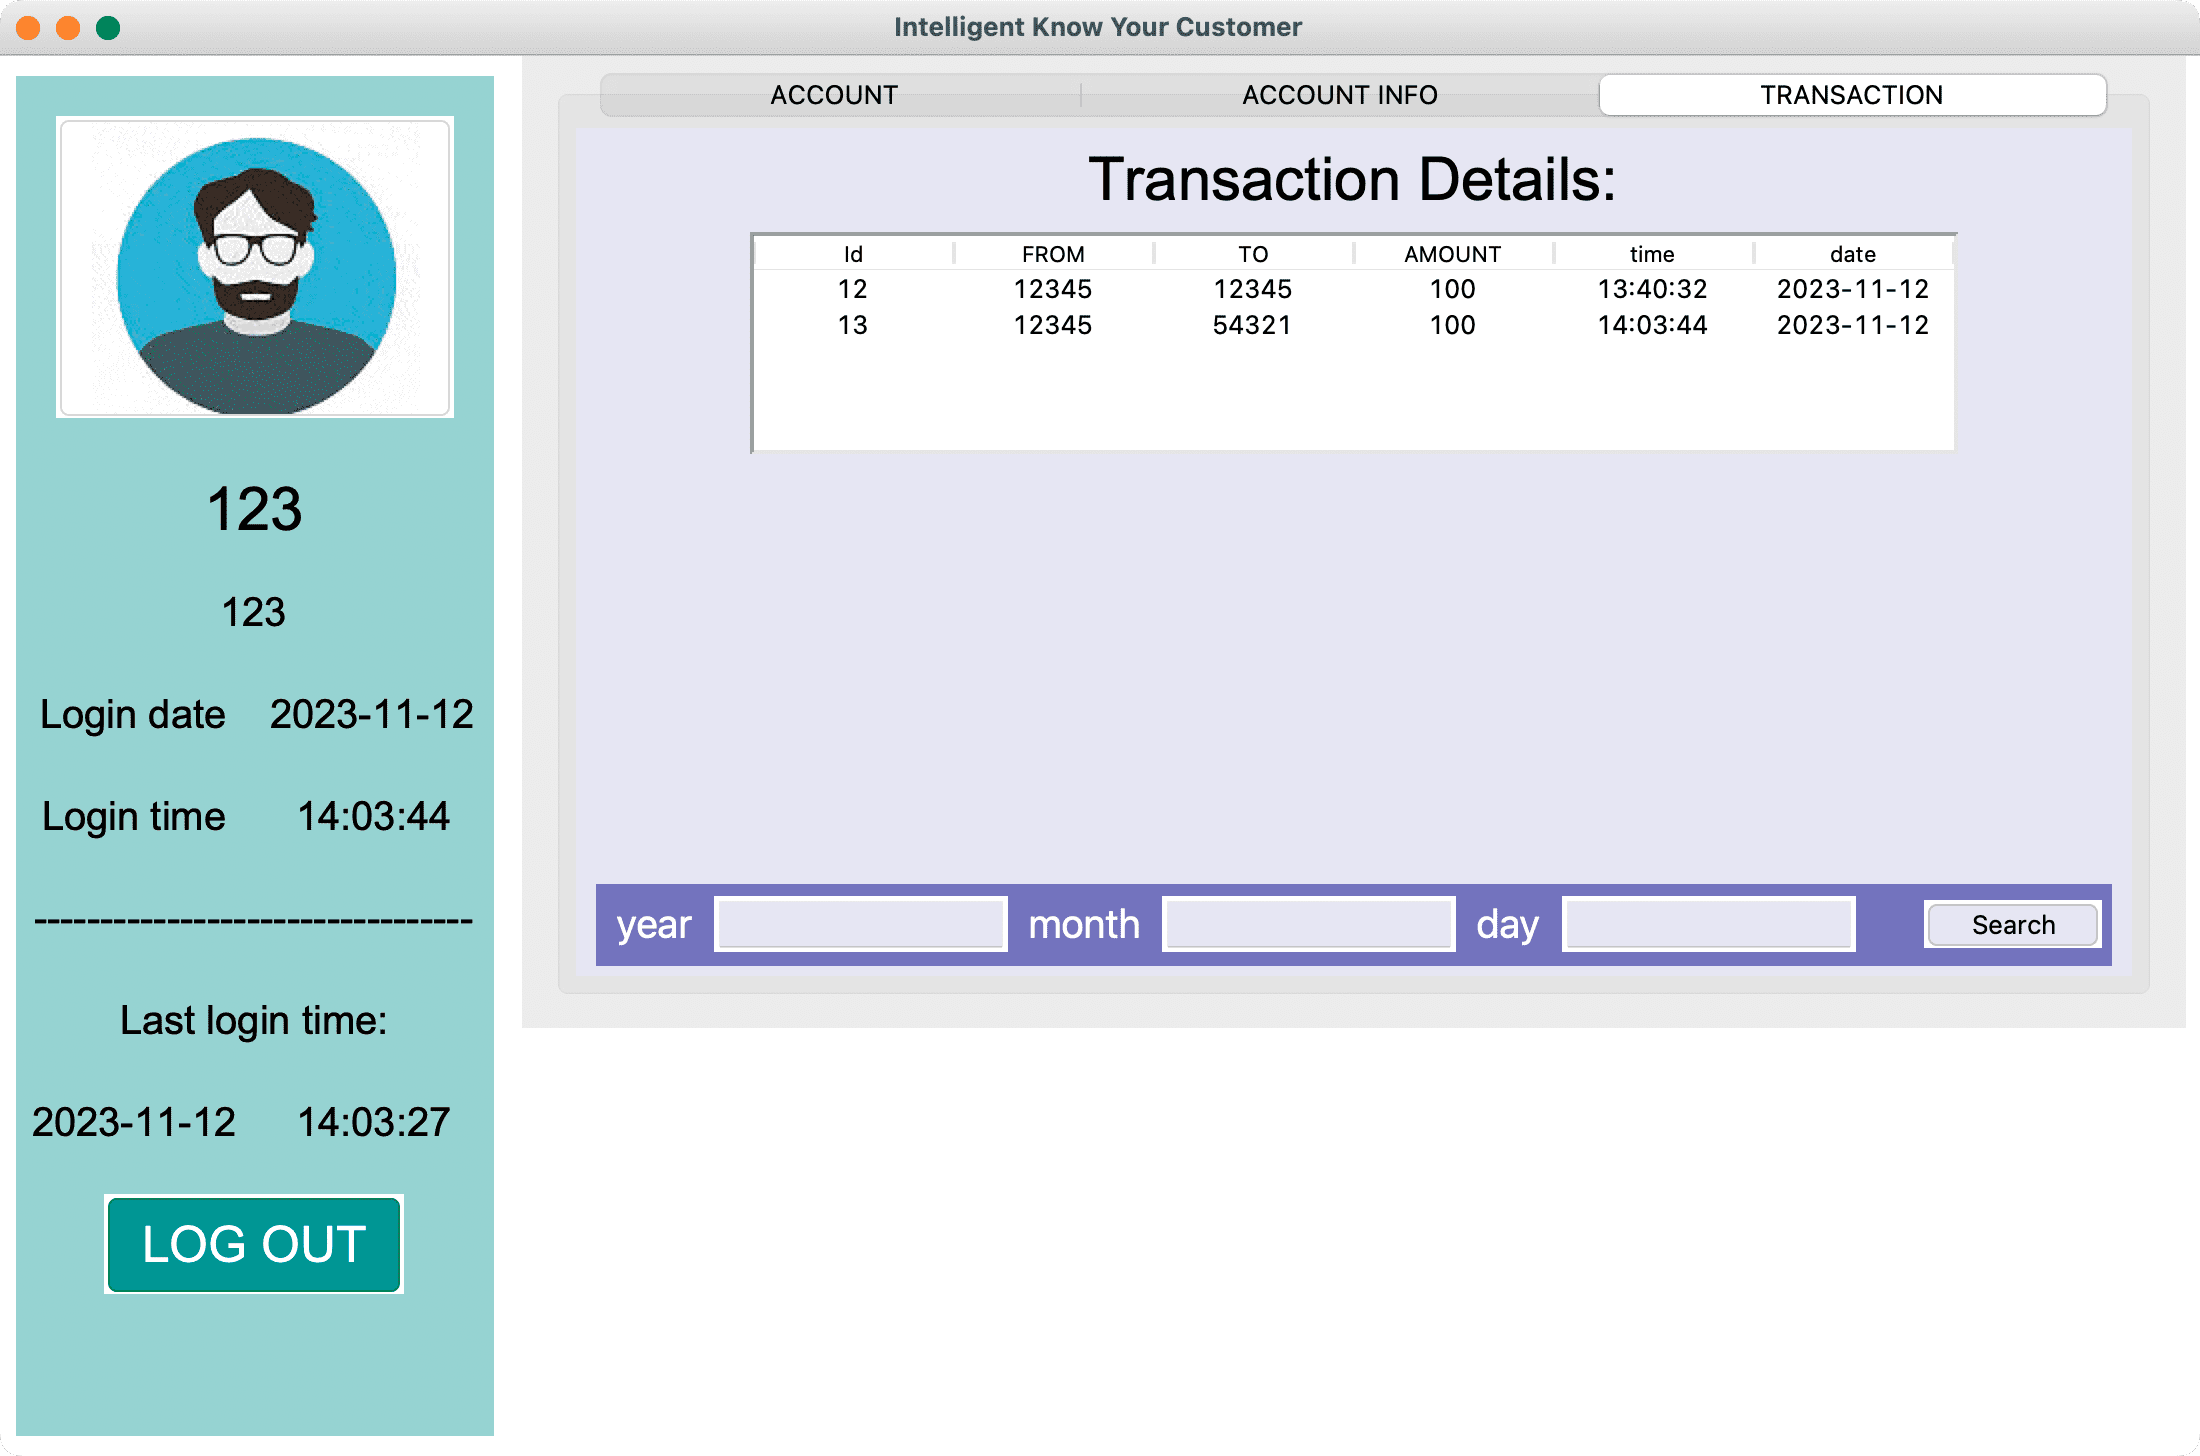 Intelligent Know Your Customer
ACCOUNT ACCOUNT INFO TRANSACTION
Transaction Details:
Id FROM TO AMOUNT time date
12 12345 12345 100 13:40:32 2023-11-12
13 12345 54321 100 14:03:44 2023-11-12
year month day Search
123
123
Login date 2023-11-12
Login time 14:03:44
---------------------------------
Last login time:
2023-11-12 14:03:27
LOG OUT